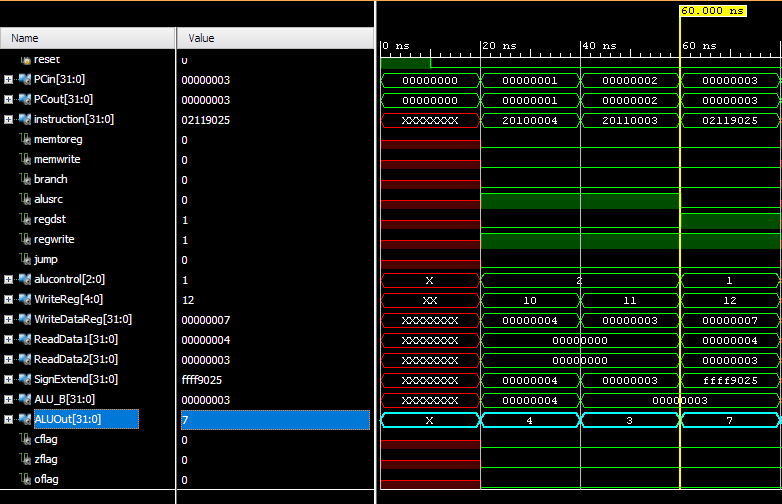 60.000 ns
Name Value 0 ns 20 ns 40 ns 60 ns
reset 0
PCin[31:0] 00000003 00000000 00000001 00000002 00000003
PCout[31:0] 00000003 00000000 00000001 00000002 00000003
instruction[31:0] 02119025 XXXXXXXX 20100004 20110003 02119025
memtoreg 0
memwrite 0
branch 0
alusrc 0
regdst 1
regwrite 1
jump 0
alucontrol[2:0] 1 X 2 1
WriteReg[4:0] 12 XX 10 11 12
WriteDataReg[31:0] 00000007 XXXXXXXX 00000004 00000003 00000007
ReadData1[31:0] 00000004 XXXXXXXX 00000000 00000004
ReadData2[31:0] 00000003 XXXXXXXX 00000000 00000003
SignExtend[31:0] ffff9025 XXXXXXXX 00000004 00000003 ffff9025
ALU_B[31:0] 00000003 XXXXXXXX 00000004 00000003
ALUOut[31:0] 7 X 4 3 7
cflag 0
zflag 0
oflag 0